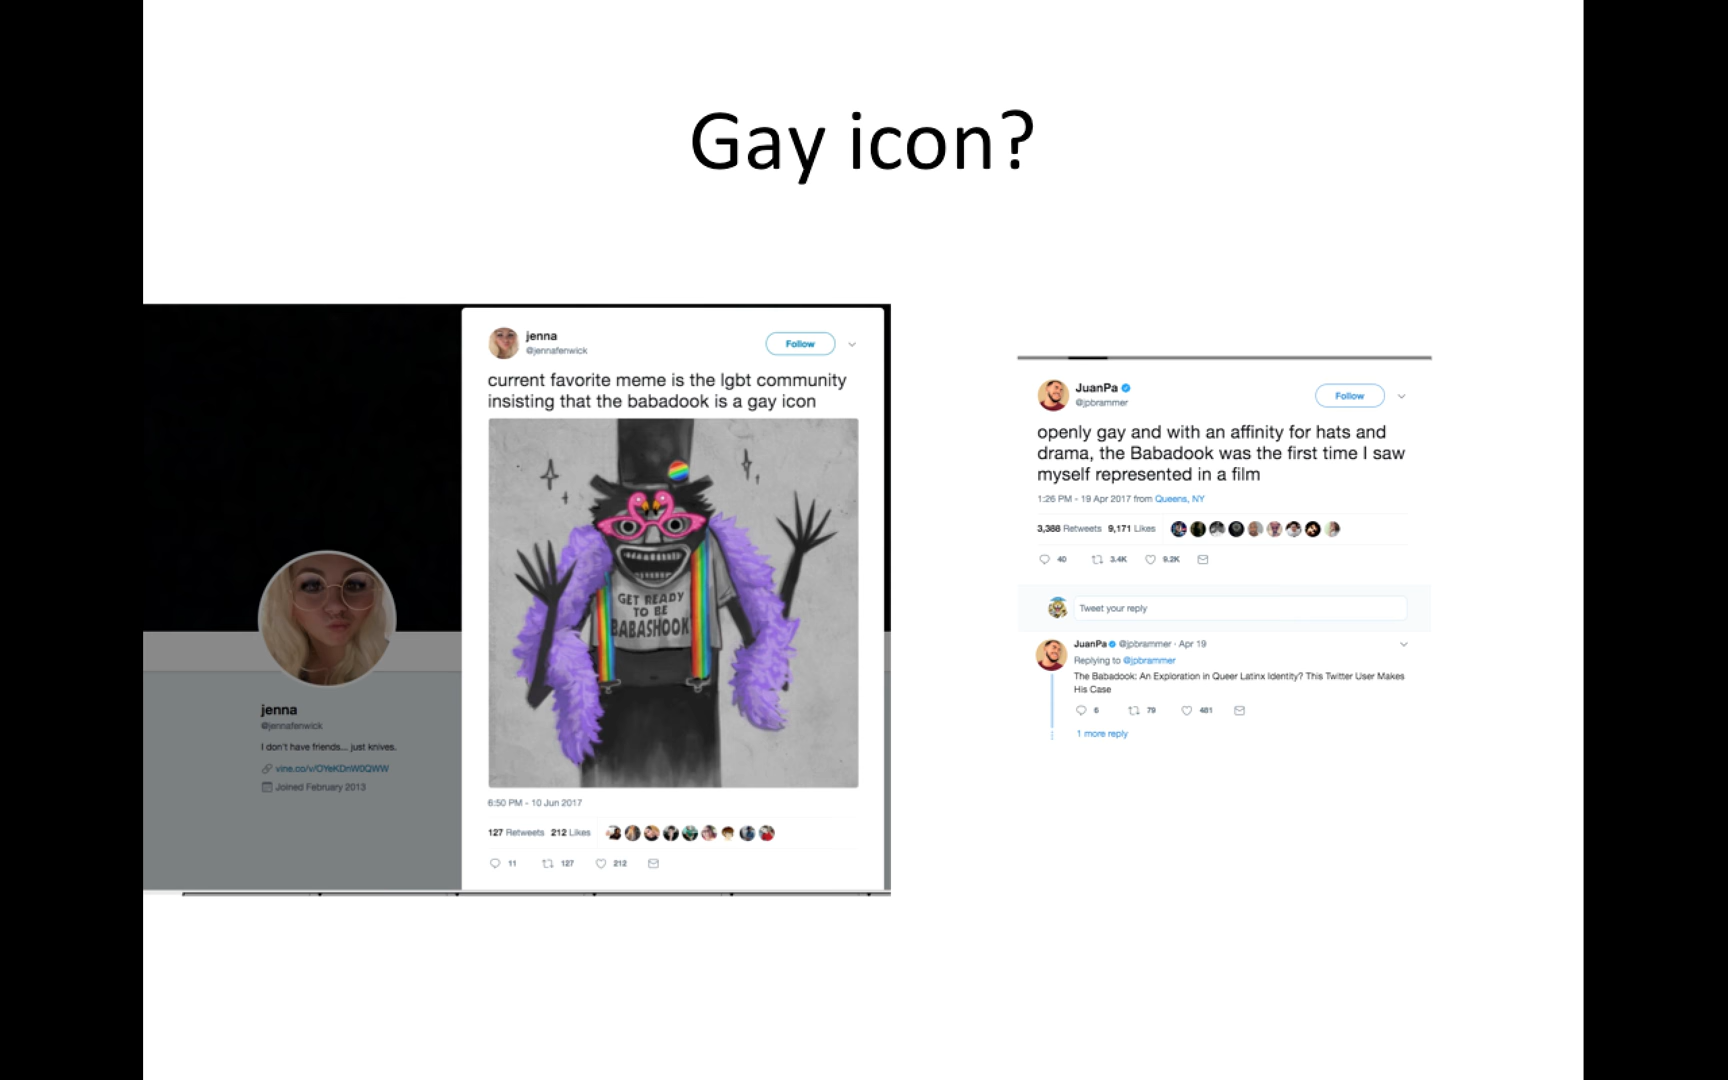 Gay icon?
jenna
@jennafenwick
Follow
current favorite meme is the lgbt community
insisting that the babadook is a gay icon
GET READY
TO BE
BABASHOOK
6:50 PM - 10 Jun 2017
127 Retweets 212 Likes
11 127 212
jenna
@jennafenwick
I don't have friends... just knives.
vine.co/v/OYeKDnW0QWW
Joined February 2013
JuanPa
@jpbrammer
Follow
openly gay and with an affinity for hats and
drama, the Babadook was the first time I saw
myself represented in a film
1:26 PM - 19 Apr 2017 from Queens, NY
3,388 Retweets 9,171 Likes
40 3.4K 9.2K
Tweet your reply
JuanPa @jpbrammer · Apr 19
Replying to @jpbrammer
The Babadook: An Exploration in Queer Latinx Identity? This Twitter User Makes
His Case
6 79 481
1 more reply